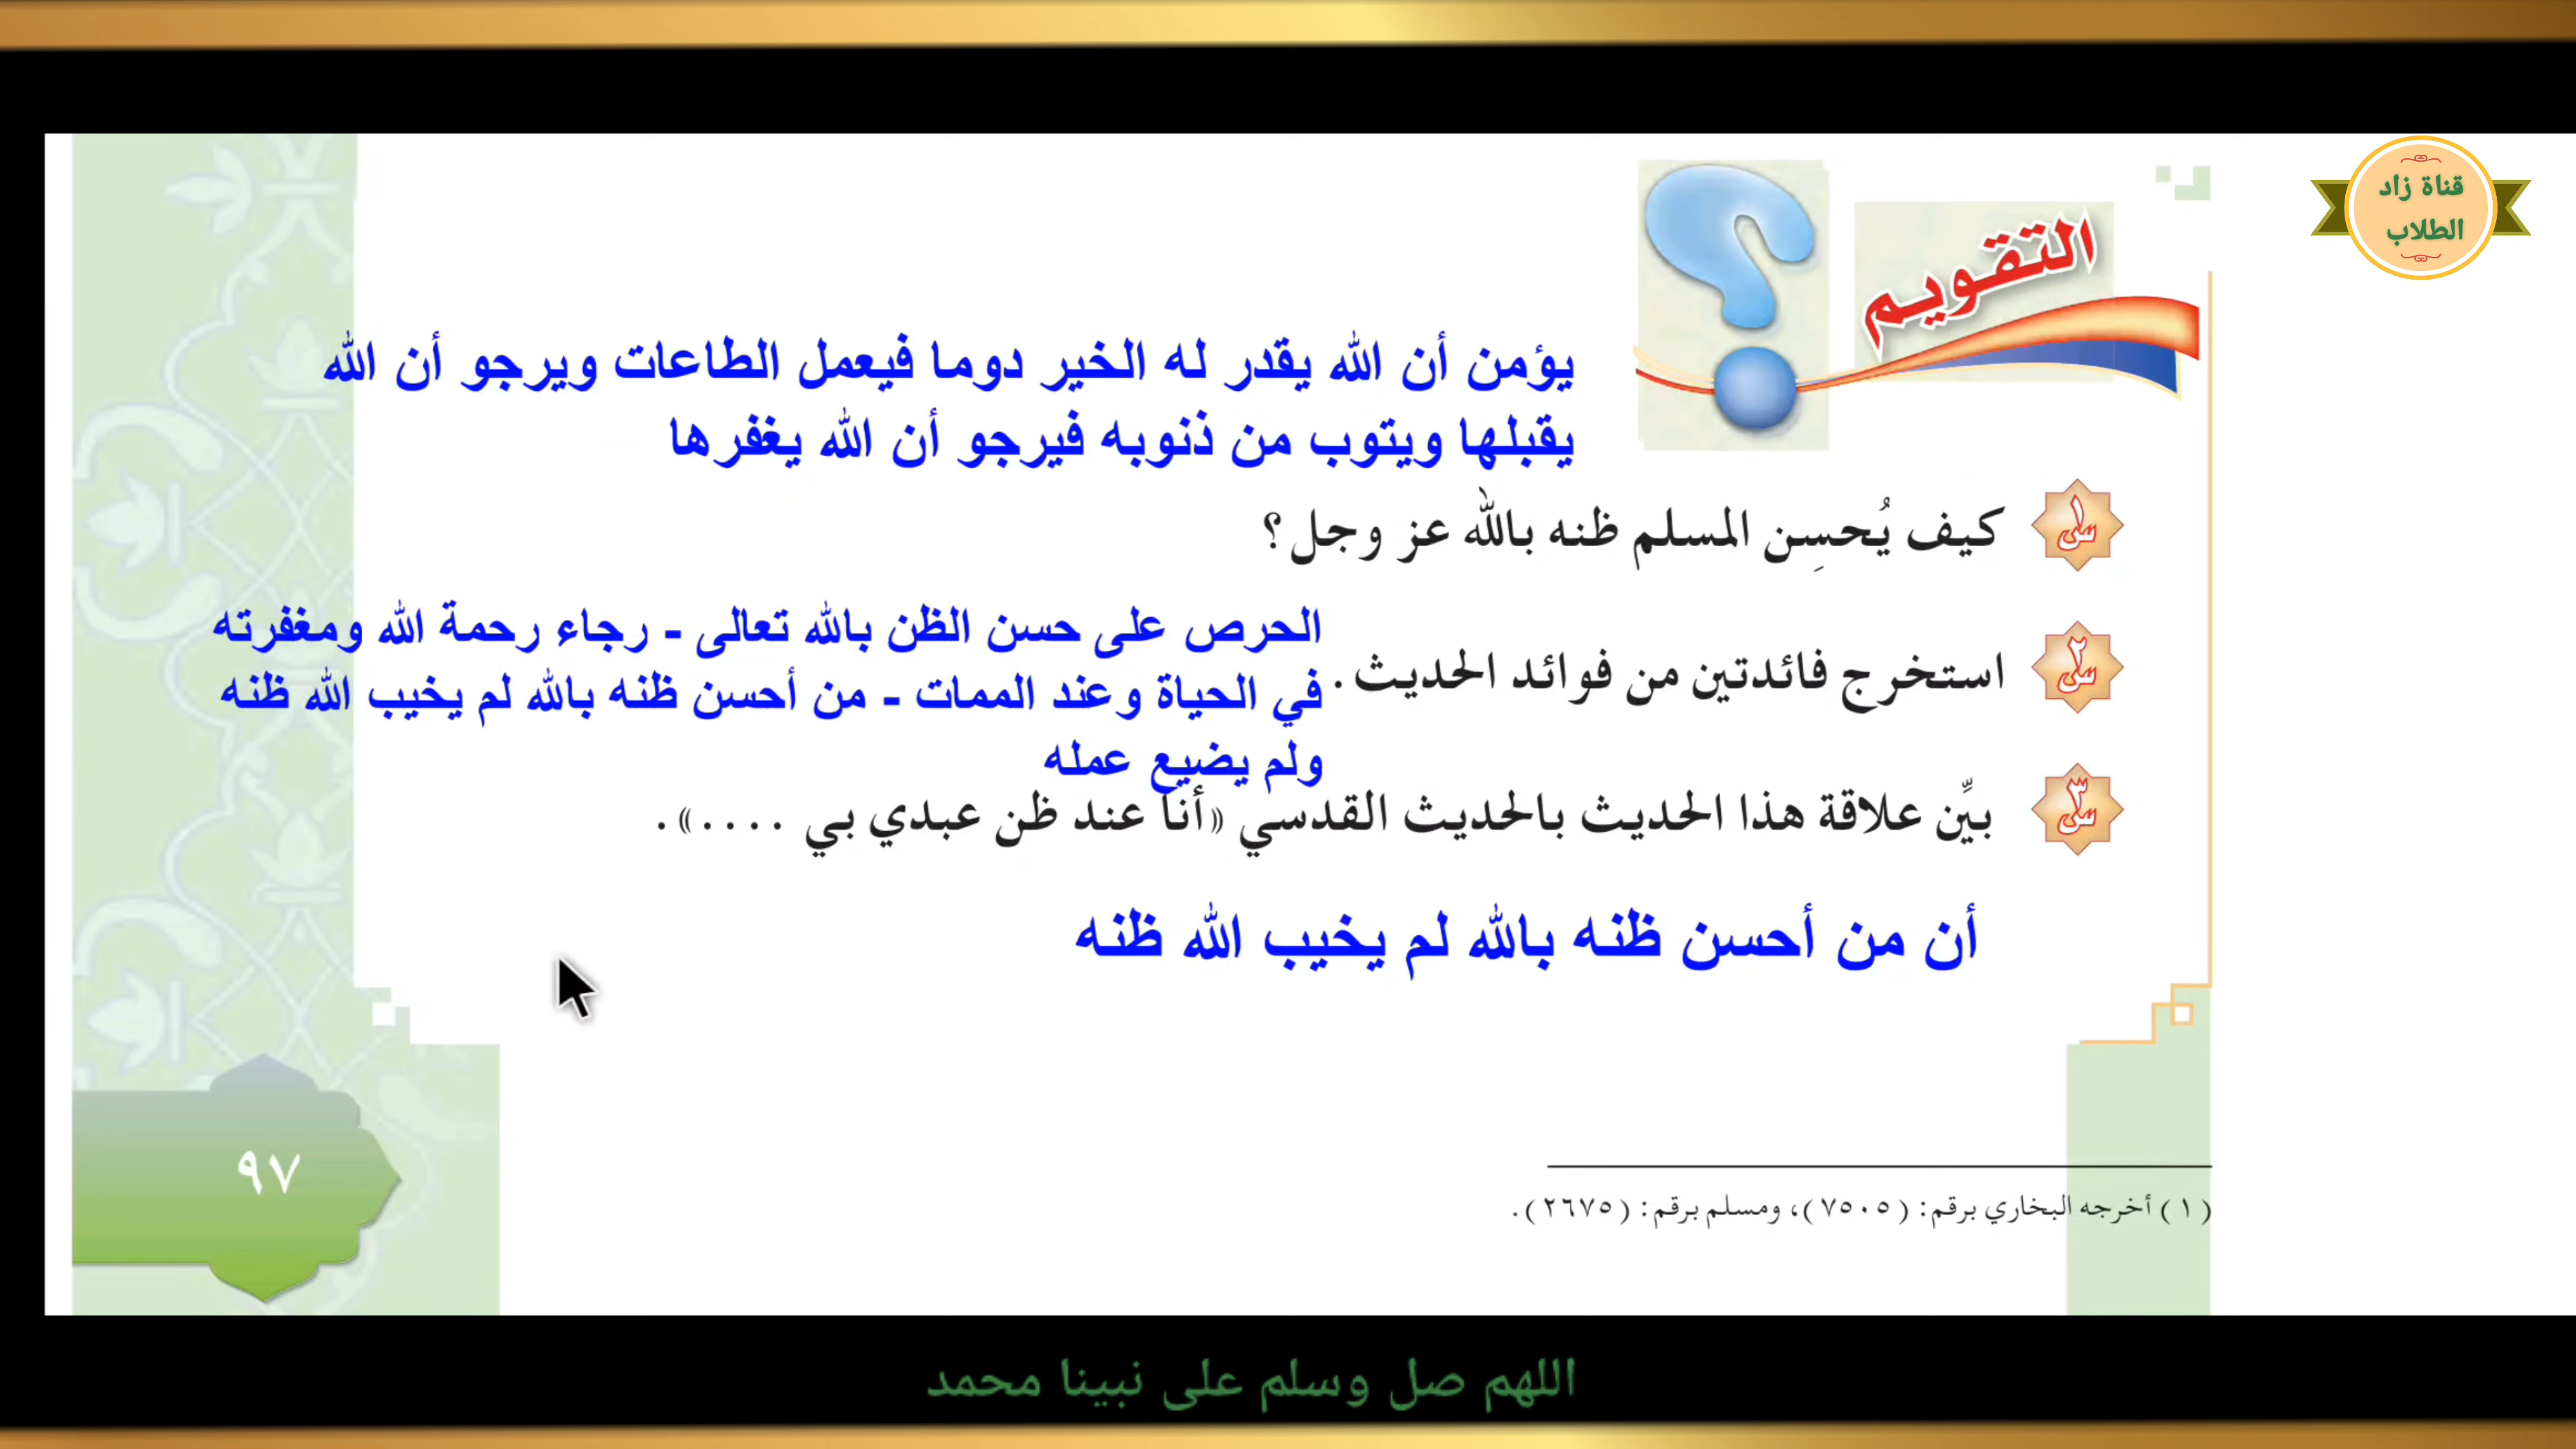 قناة زاد
الطلاب
التقويم
يؤمن أن الله يقدر له الخير دوما فيعمل الطاعات ويرجو أن الله
يقبلها ويتوب من ذنوبه فيرجو أن الله يغفرها
س١ كيف يُحسِن المسلم ظنه بالله عز وجل؟
س٢ استخرج فائدتين من فوائد الحديث.
الحرص على حسن الظن بالله تعالى - رجاء رحمة الله ومغفرته
في الحياة وعند الممات - من أحسن ظنه بالله لم يخيب الله ظنه
ولم يضيع عمله
س٣ بيِّن علاقة هذا الحديث بالحديث القدسي «أنا عند ظن عبدي بي ....».
أن من أحسن ظنه بالله لم يخيب الله ظنه
٩٧
(١) أخرجه البخاري برقم: (٧٥٠٥)، ومسلم برقم: (٢٦٧٥).
اللهم صل وسلم على نبينا محمد